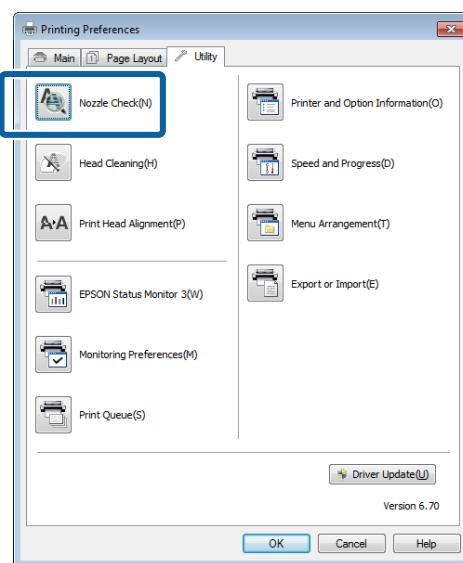 Printing Preferences
Main
Page Layout
Utility
Nozzle Check(N)
Head Cleaning(H)
Print Head Alignment(P)
EPSON Status Monitor 3(W)
Monitoring Preferences(M)
Print Queue(S)
Printer and Option Information(O)
Speed and Progress(D)
Menu Arrangement(T)
Export or Import(E)
Driver Update(U)
Version 6.70
OK
Cancel
Help